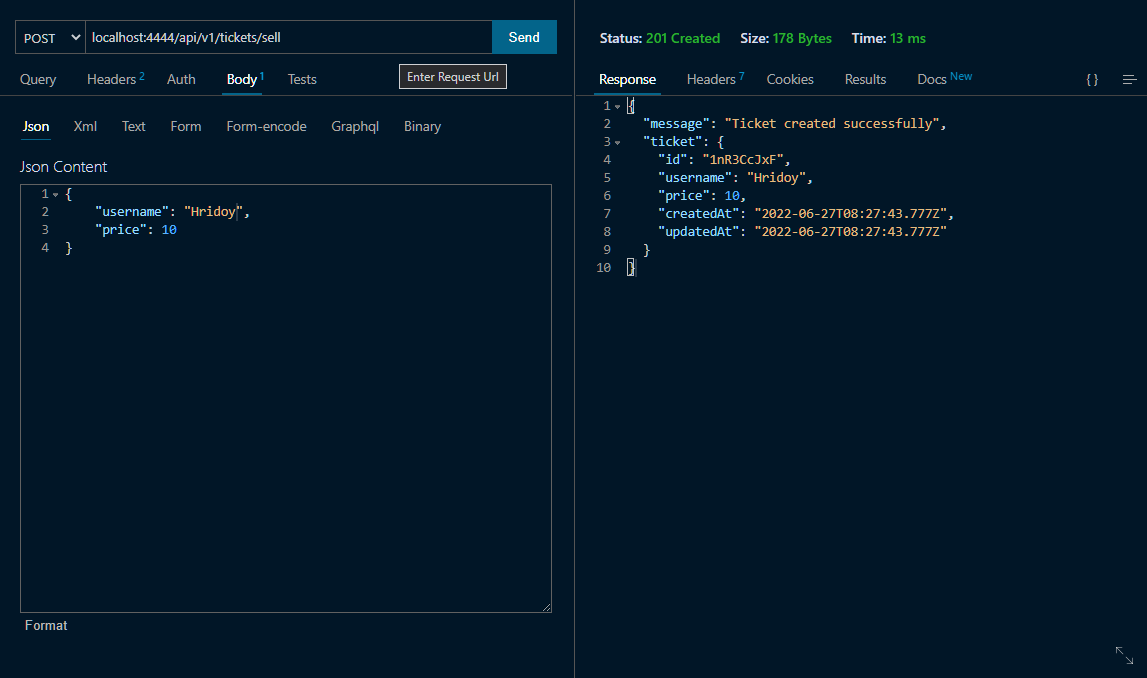 POST localhost:4444/api/v1/tickets/sell Send
Query Headers 2 Auth Body 1 Tests
Enter Request Url
Json Xml Text Form Form-encode Graphql Binary
Json Content
1 {
2 "username": "Hridoy",
3 "price": 10
4 }
Format
Status: 201 Created Size: 178 Bytes Time: 13 ms
Response Headers 7 Cookies Results Docs New {}
1 {
2 "message": "Ticket created successfully",
3 "ticket": {
4 "id": "1nR3CcJxF",
5 "username": "Hridoy",
6 "price": 10,
7 "createdAt": "2022-06-27T08:27:43.777Z",
8 "updatedAt": "2022-06-27T08:27:43.777Z"
9 }
10 }